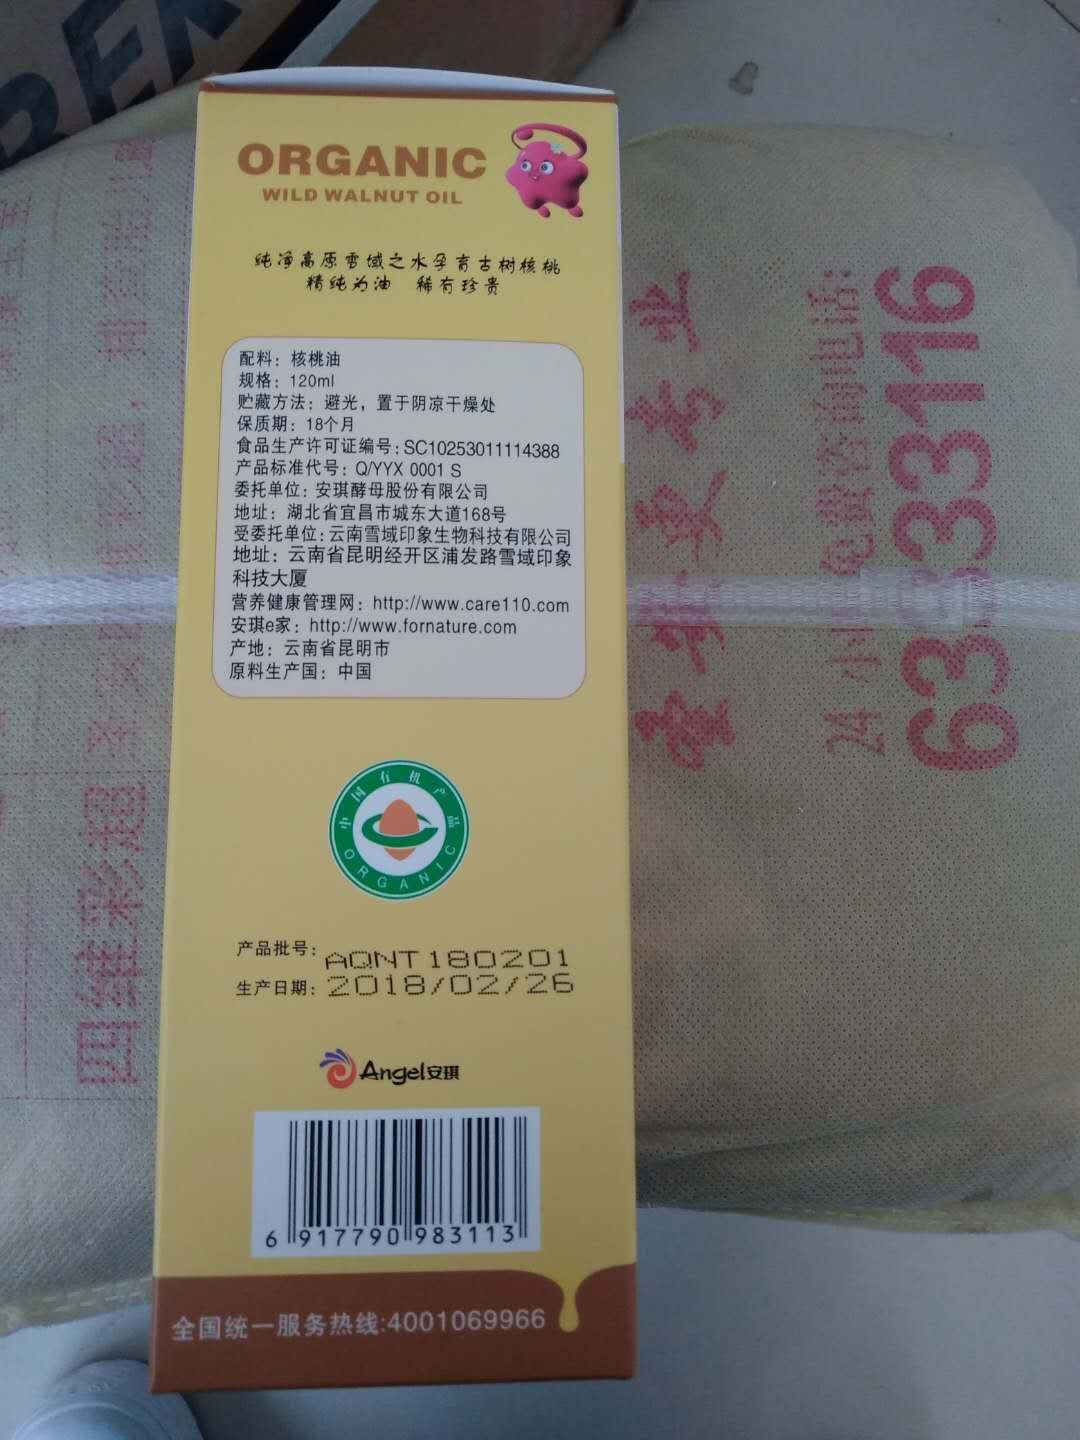 ORGANIC
WILD WALNUT OIL
纯净高原雪域之水孕育古树核桃
精纯为油 稀有珍贵
配料：核桃油
规格：120ml
贮藏方法：避光，置于阴凉干燥处
保质期：18个月
食品生产许可证编号：SC10253011114388
产品标准代号：Q/YYX 0001 S
委托单位：安琪酵母股份有限公司
地址：湖北省宜昌市城东大道168号
受委托单位：云南雪域印象生物科技有限公司
地址：云南省昆明经开区浦发路雪域印象
科技大厦
营养健康管理网：http://www.care110.com
安琪e家：http://www.fornature.com
产地：云南省昆明市
原料生产国：中国
中国有机产品
ORGANIC
产品批号：AQNT180201
生产日期：2018/02/26
Angel安琪
6 917790 983113
全国统一服务热线:4001069966
24小
电话：
633
33116
四维彩超